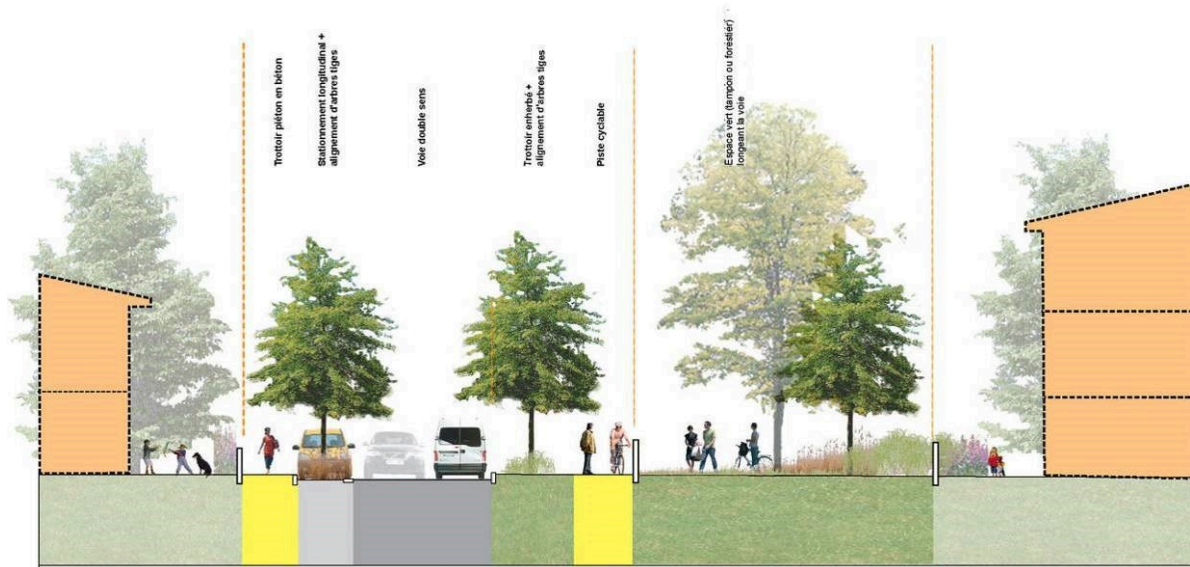 Trottoir piéton en béton
Stationnement longitudinal +
alignement d'arbres tiges
Voie double sens
Trottoir enherbé +
alignement d'arbres tiges
Piste cyclable
Espace vert (tampon ou forestier)
longeant la voie